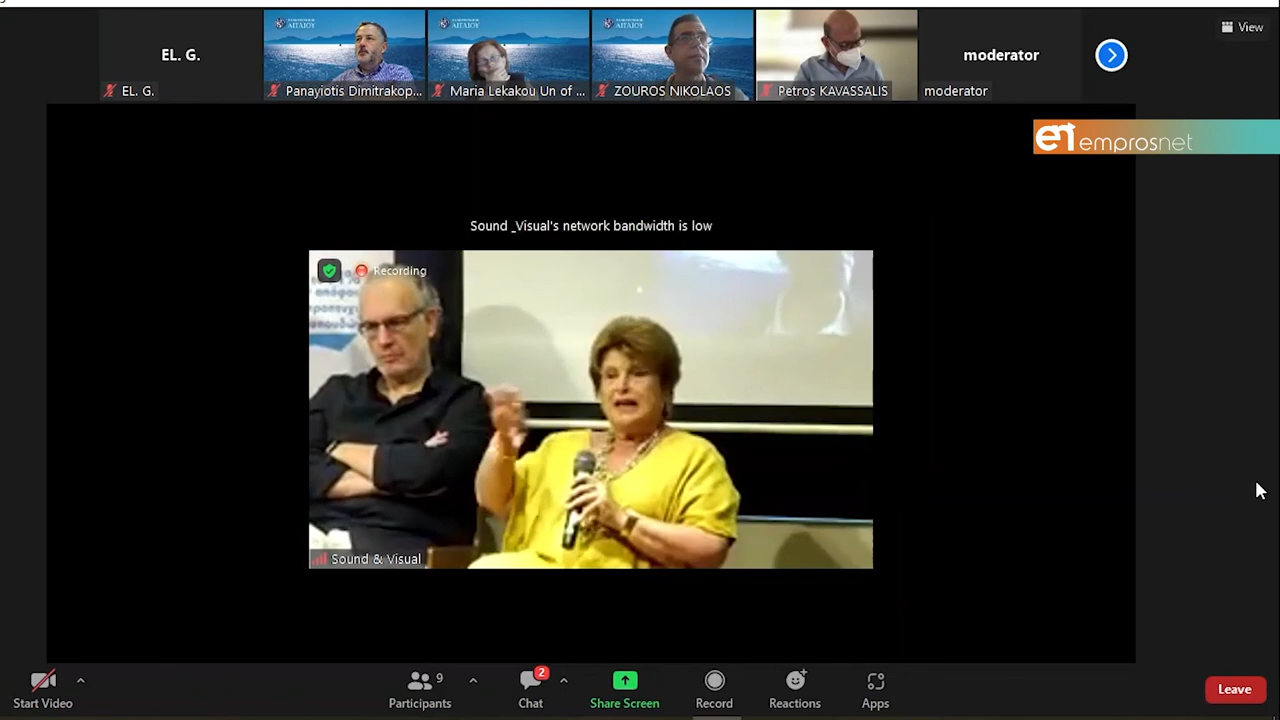 EL. G.
moderator
View
EL. G.
Panayiotis Dimitrakop...
Maria Lekakou Un of ...
ZOUROS NIKOLAOS
Petros KAVASSALIS
moderator
en emprosnet
Sound _Visual's network bandwidth is low
Recording
Sound & Visual
Start Video
9
Participants
2
Chat
Share Screen
Record
Reactions
Apps
Leave